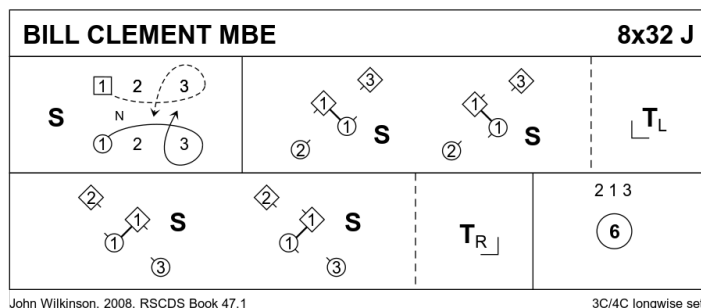 BILL CLEMENT MBE 8x32 J
S 1 2 3 N 1 2 3
3 1 1 2 S 3 1 1 2 S TL
2 1 1 3 S 2 1 1 3 S TR
2 1 3
6
John Wilkinson, 2008, RSCDS Book 47.1 3C/4C longwise set